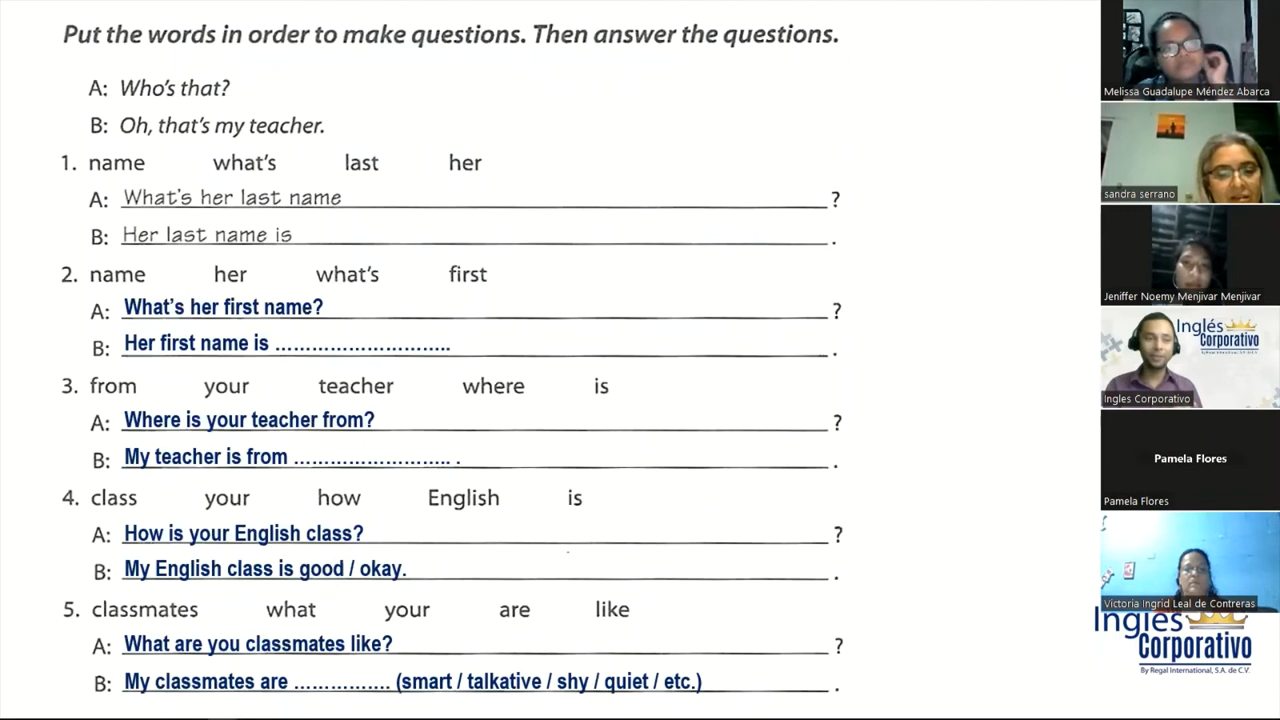 Put the words in order to make questions. Then answer the questions.
A: Who's that?
B: Oh, that's my teacher.
1. name what's last her
A: What's her last name ?
B: Her last name is .
2. name her what's first
A: What's her first name? ?
B: Her first name is ……………………….. .
3. from your teacher where is
A: Where is your teacher from? ?
B: My teacher is from …………………….. . .
4. class your how English is
A: How is your English class? ?
B: My English class is good / okay. .
5. classmates what your are like
A: What are you classmates like? ?
B: My classmates are ……………. (smart / talkative / shy / quiet / etc.) .
Melissa Guadalupe Méndez Abarca
sandra serrano
Jeniffer Noemy Menjivar Menjivar
Inglés
Corporativo
Ingles Corporativo
Pamela Flores
Pamela Flores
Victoria Ingrid Leal de Contreras
Inglés
Corporativo
By Regal International, S.A. de C.V.